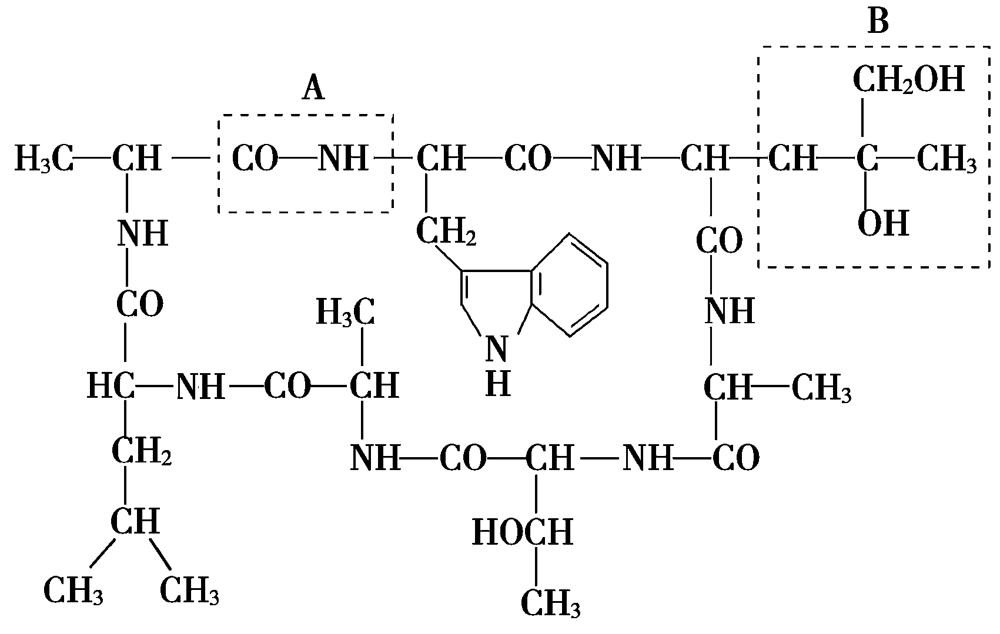 B
CH₂OH
A
H₃C—CH—CO—NH—CH—CO—NH—CH—CH—C—CH₃
NH CH₂ CO OH
CO H₃C NH
N
H
HC—NH—CO—CH CH—CH₃
CH₂ NH—CO—CH—NH—CO
CH HOCH
CH₃ CH₃ CH₃